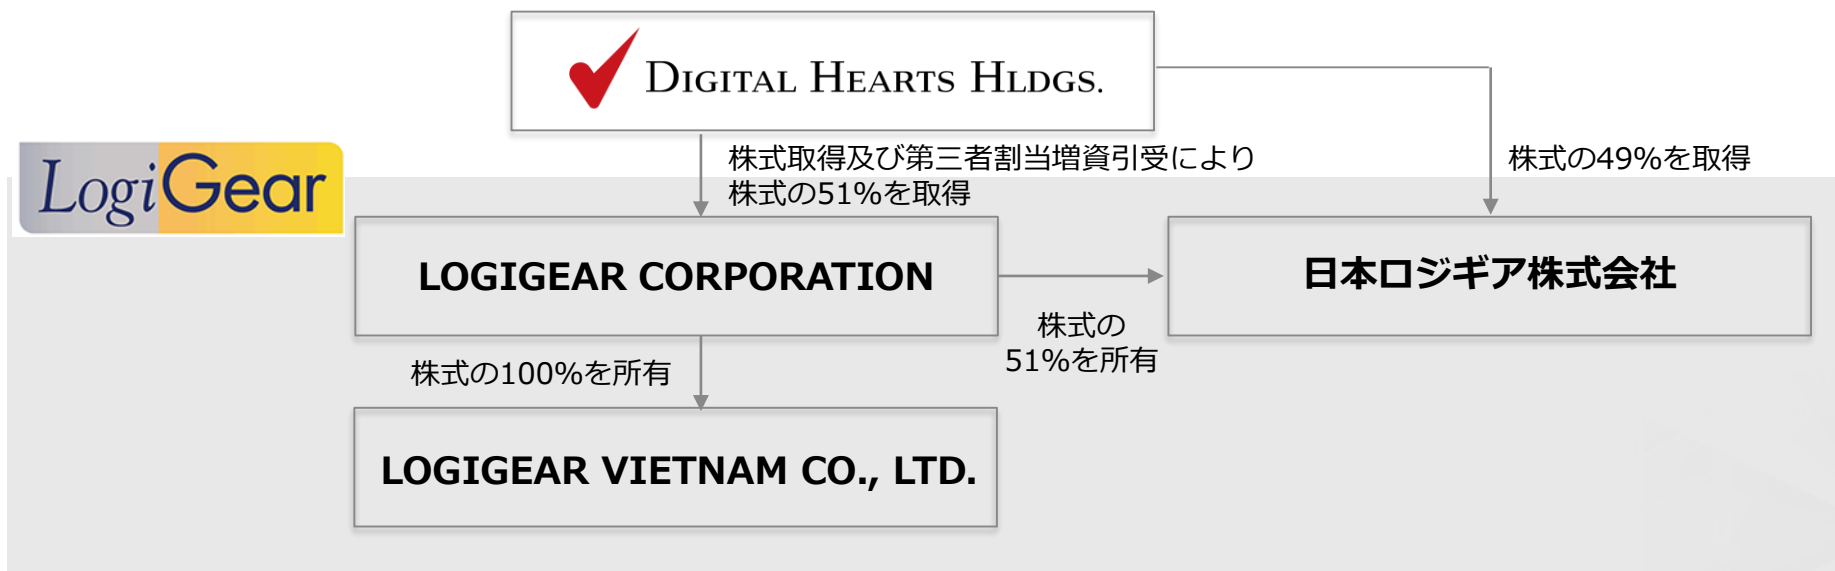 DIGITAL HEARTS HLDGS.
LogiGear
株式取得及び第三者割当増資引受により
株式の51%を取得
株式の49%を取得
LOGIGEAR CORPORATION
日本ロジギア株式会社
株式の
51%を所有
株式の100%を所有
LOGIGEAR VIETNAM CO., LTD.